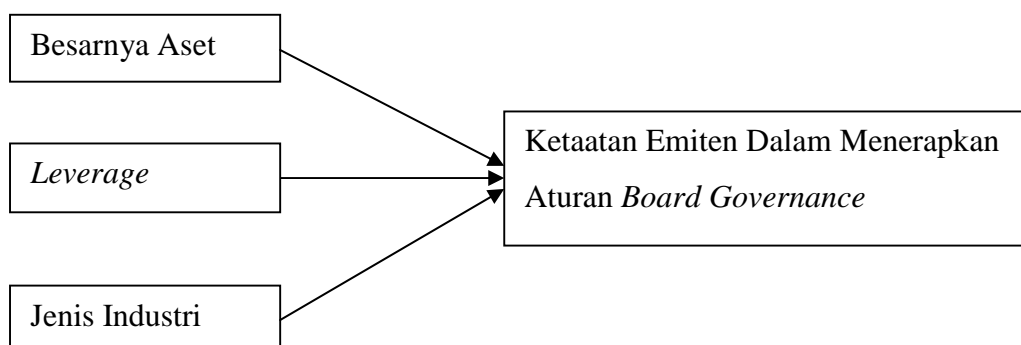 Besarnya Aset
Leverage
Jenis Industri
Ketaatan Emiten Dalam Menerapkan
Aturan Board Governance